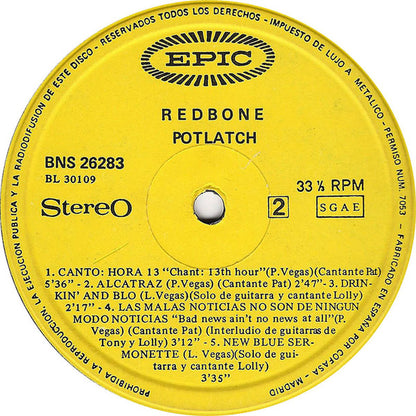 RESERVADOS TODOS LOS DERECHOS - IMPUESTO DE LUJO A METALICO - PERMISO NUM. 7053 - FABRICADO EN ESPAÑA POR COFASA - MADRID
PROHIBIDA LA REPRODUCCION, LA EJECUCION PUBLICA Y LA RADIODIFUSION DE ESTE DISCO -
EPIC
REDBONE
POTLATCH
BNS 26283
BL 30109
33 ⅓ RPM
StereO
2
SGAE
1. CANTO: HORA 13 "Chant: 13th hour"(P. Vegas)(Cantante Pat)
5'36" - 2. ALCATRAZ (P. Vegas) (Cantante Pat) 2'47"- 3. DRIN-
KIN' AND BLO (L. Vegas)(Solo de guitarra y cantante Lolly)
2'17" - 4. LAS MALAS NOTICIAS NO SON DE NINGUN
MODO NOTICIAS "Bad news ain't no news at all"(P.
Vegas) (Cantante Pat) (Interludio de guitarras de
Tony y Lolly) 3'12" - 5. NEW BLUE SER-
MONETTE (L. Vegas)(Solo de gui-
tarra y cantante Lolly)
3'35"